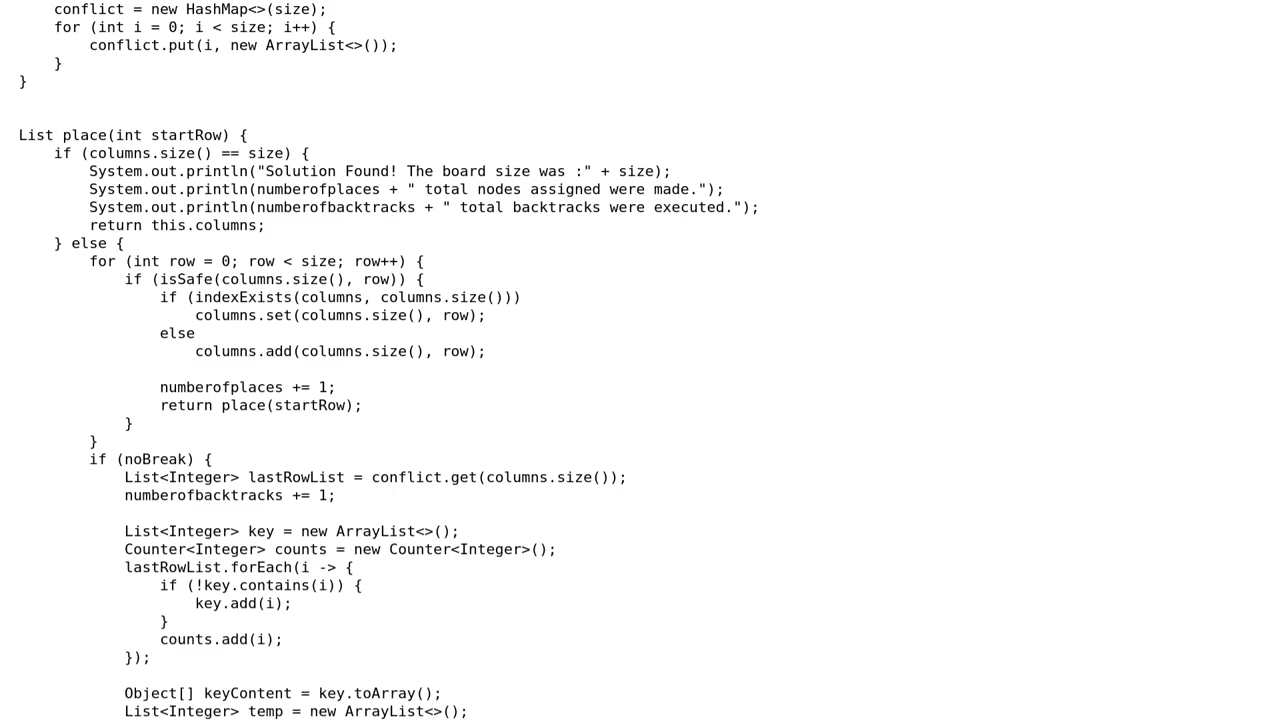 conflict = new HashMap<>(size);
for (int i = 0; i < size; i++) {
conflict.put(i, new ArrayList<>());
}
}
List place(int startRow) {
if (columns.size() == size) {
System.out.println("Solution Found! The board size was :" + size);
System.out.println(numberofplaces + " total nodes assigned were made.");
System.out.println(numberofbacktracks + " total backtracks were executed.");
return this.columns;
} else {
for (int row = 0; row < size; row++) {
if (isSafe(columns.size(), row)) {
if (indexExists(columns, columns.size()))
columns.set(columns.size(), row);
else
columns.add(columns.size(), row);
numberofplaces += 1;
return place(startRow);
}
}
if (noBreak) {
List<Integer> lastRowList = conflict.get(columns.size());
numberofbacktracks += 1;
List<Integer> key = new ArrayList<>();
Counter<Integer> counts = new Counter<Integer>();
lastRowList.forEach(i -> {
if (!key.contains(i)) {
key.add(i);
}
counts.add(i);
});
Object[] keyContent = key.toArray();
List<Integer> temp = new ArrayList<>();